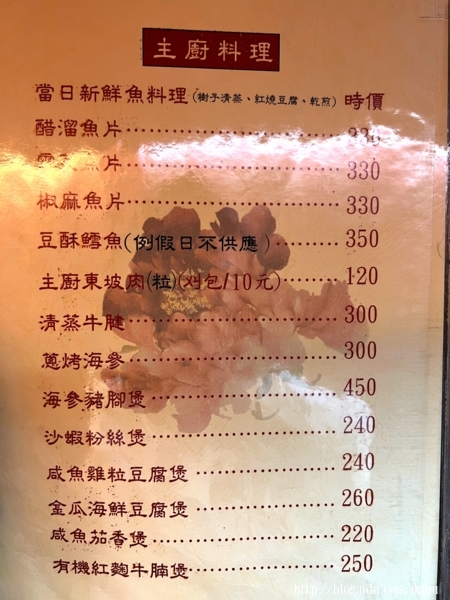 主廚料理
當日新鮮魚料理(樹子清蒸、紅燒豆腐、乾煎) 時價
醋溜魚片 330
魚片 330
椒麻魚片 330
豆酥鱈魚(例假日不供應) 350
主廚東坡肉(粒)(刈包/10元) 120
清蒸牛腱 300
蔥烤海參 300
海參豬腳煲 450
沙蝦粉絲煲 240
咸魚雞粒豆腐煲 240
金瓜海鮮豆腐煲 260
咸魚茄香煲 220
有機紅麴牛腩煲 250